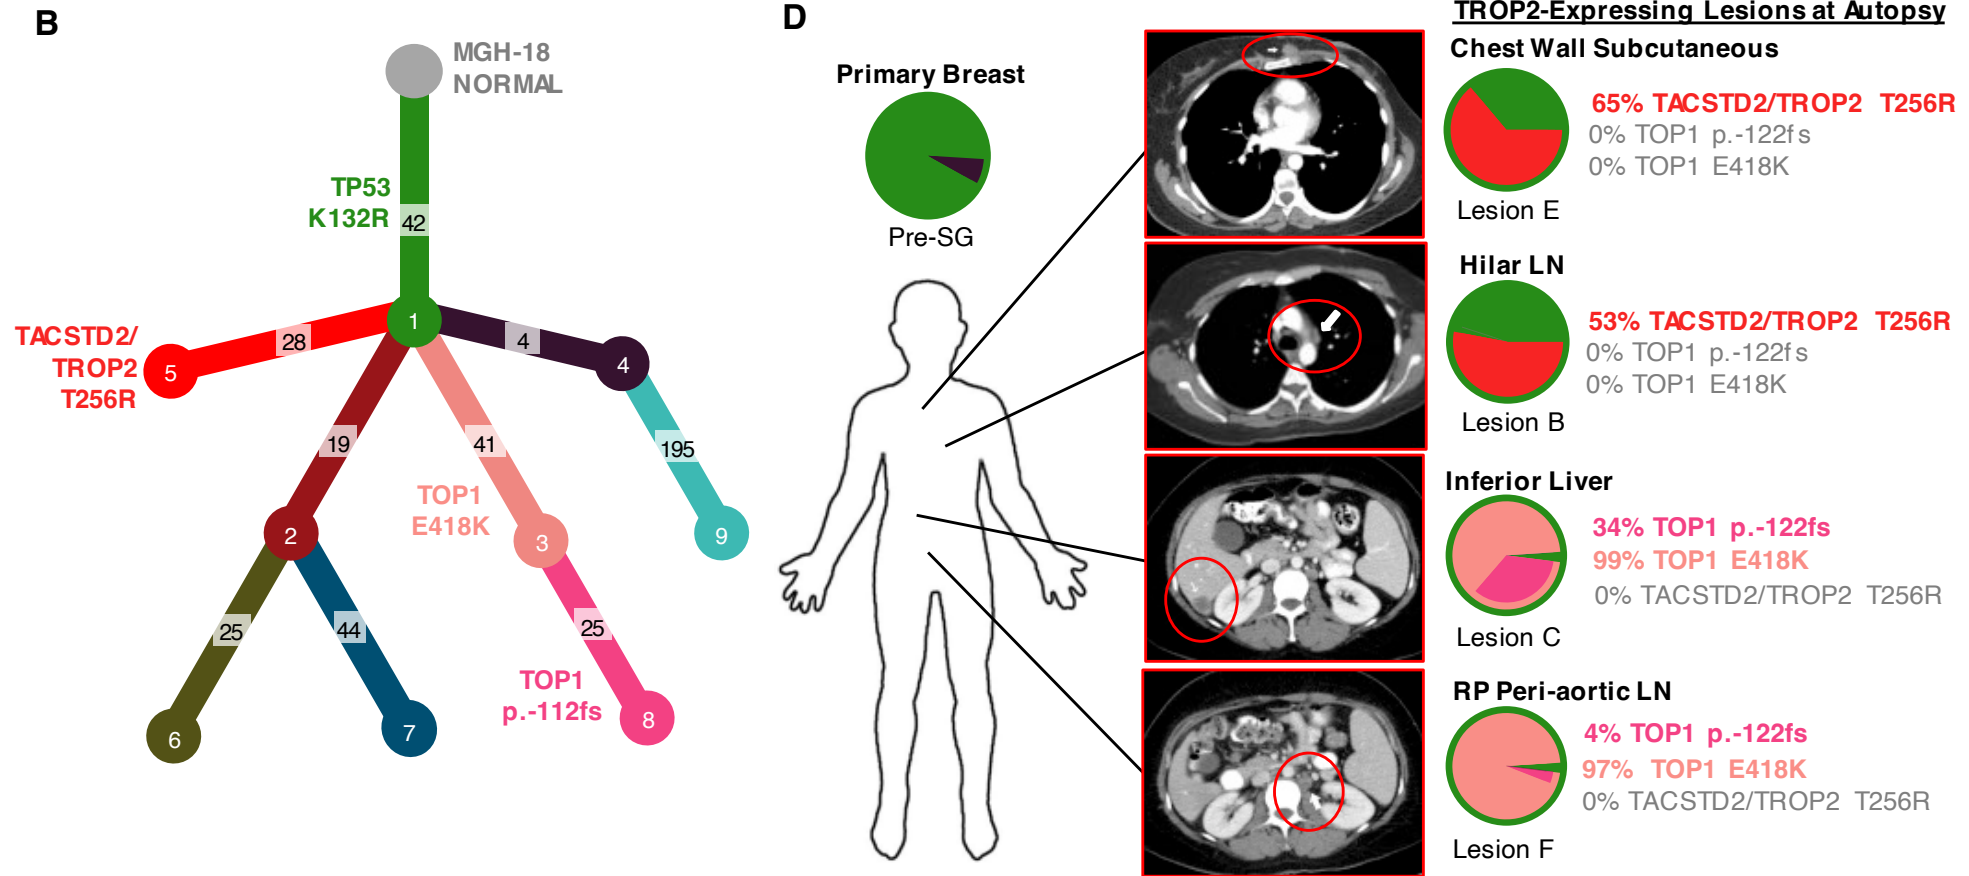 B
MGH-18
NORMAL
TP53
K132R
42
1
28
4
TACSTD2/
TROP2
T256R
5
4
19
41
195
TOP1
E418K
2
3
9
25
44
25
TOP1
p.-112fs
6
7
8
D
Primary Breast
Pre-SG
TROP2-Expressing Lesions at Autopsy
Chest Wall Subcutaneous
65% TACSTD2/TROP2 T256R
0% TOP1 p.-122fs
0% TOP1 E418K
Lesion E
Hilar LN
53% TACSTD2/TROP2 T256R
0% TOP1 p.-122fs
0% TOP1 E418K
Lesion B
Inferior Liver
34% TOP1 p.-122fs
99% TOP1 E418K
0% TACSTD2/TROP2 T256R
Lesion C
RP Peri-aortic LN
4% TOP1 p.-122fs
97% TOP1 E418K
0% TACSTD2/TROP2 T256R
Lesion F